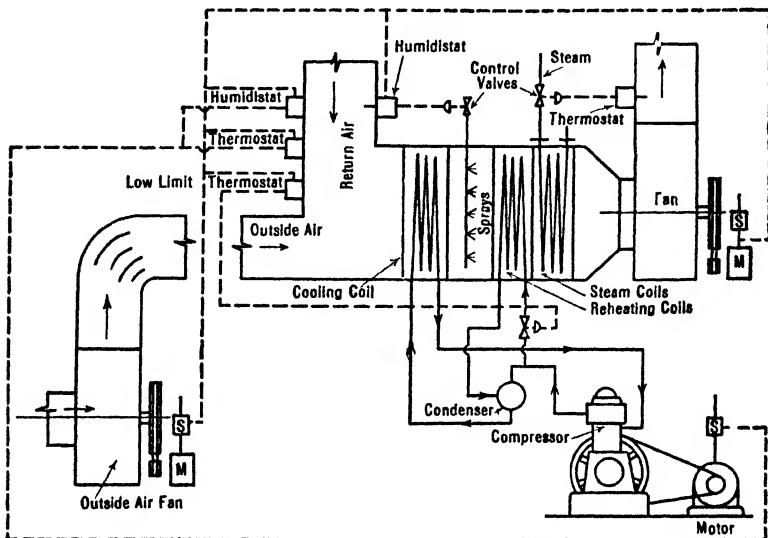 Humidistat
Steam
Control
Valves
Humidistat
Thermostat
Thermostat
Thermostat
Low Limit
Return Air
Sprays
Fan
Outside Air
S
M
Cooling Coil
Steam Coils
Reheating Coils
Condenser
Compressor
S
M
S
Outside Air Fan
Motor